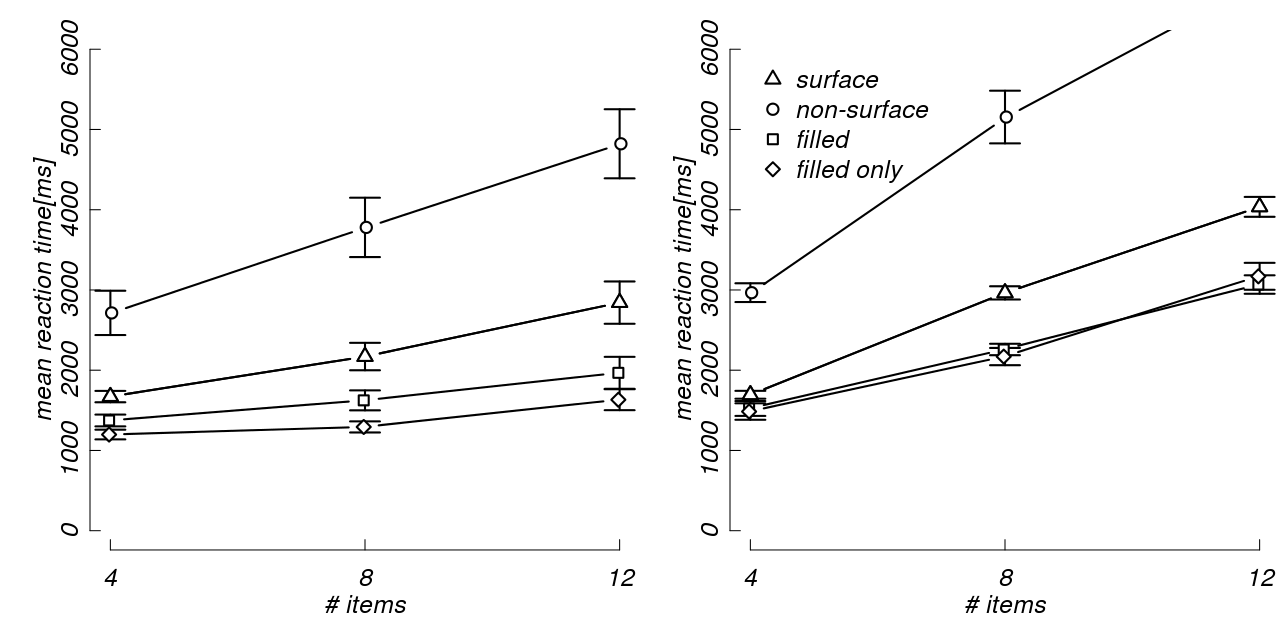 6000
5000
4000
3000
2000
1000
0
mean reaction time[ms]
4 8 12
# items
6000
5000
4000
3000
2000
1000
0
mean reaction time[ms]
surface
non-surface
filled
filled only
4 8 12
# items